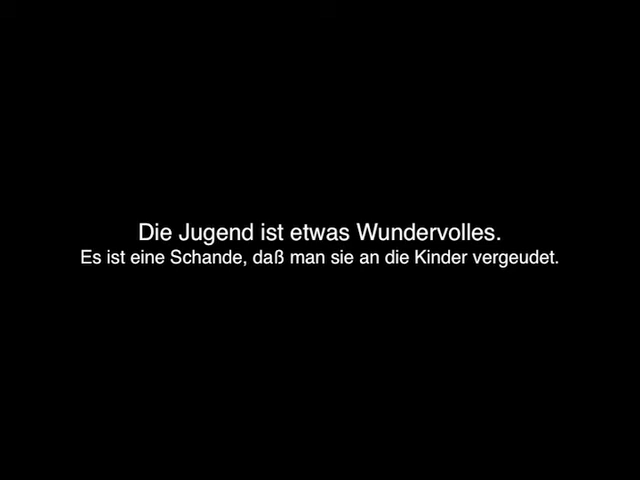 Die Jugend ist etwas Wundervolles.
Es ist eine Schande, daß man sie an die Kinder vergeudet.